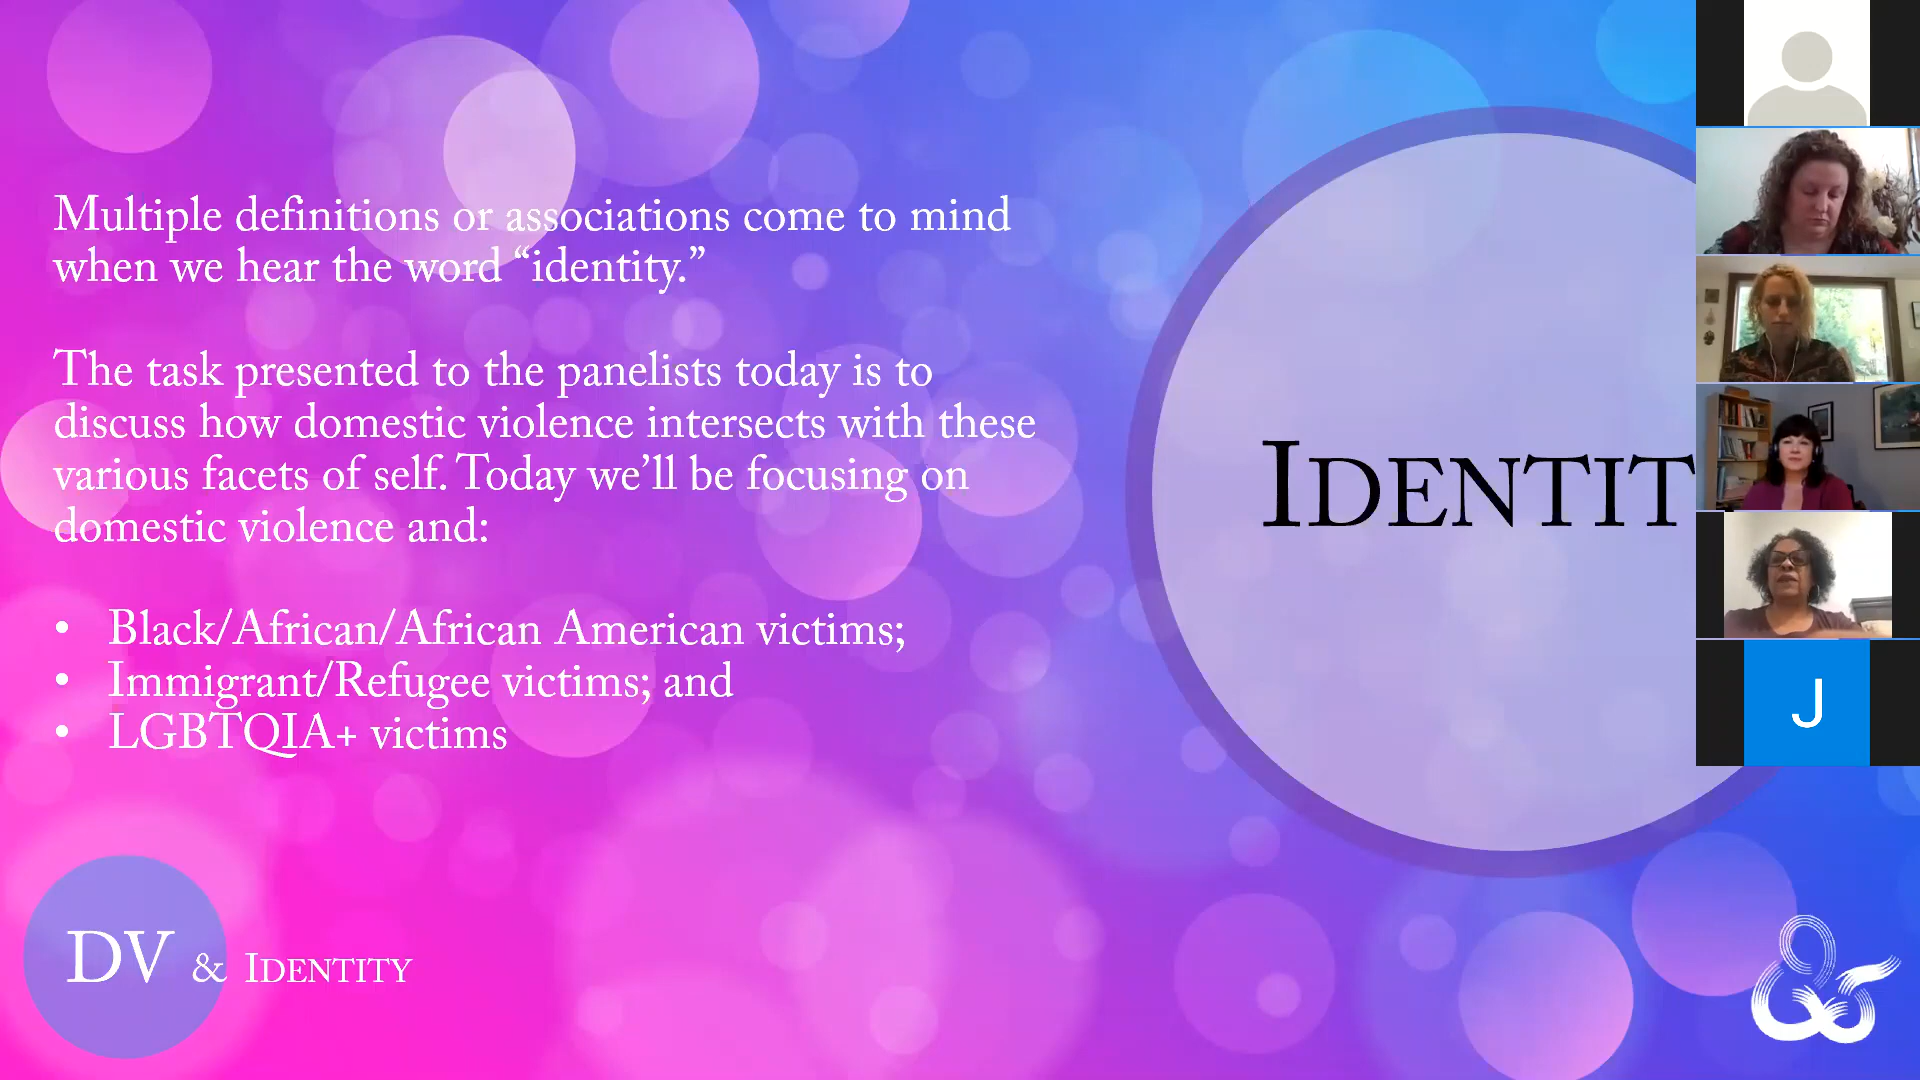 Multiple definitions or associations come to mind
when we hear the word “identity.”
The task presented to the panelists today is to
discuss how domestic violence intersects with these
various facets of self. Today we’ll be focusing on
domestic violence and:
• Black/African/African American victims;
• Immigrant/Refugee victims; and
• LGBTQIA+ victims
IDENTIT
J
DV & IDENTITY
&